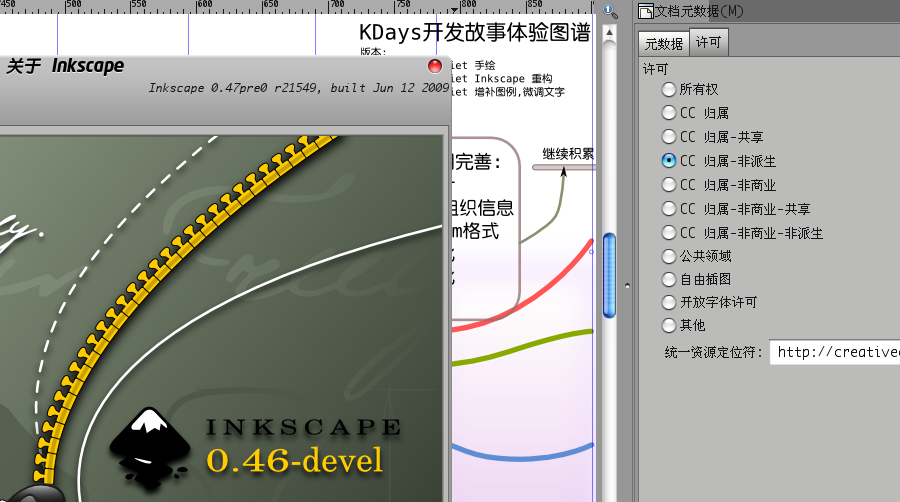 450 500 550 600 650 700 750 800 850 900
KDays开发故事体验图谱
版本:
iet 手绘
iet Inkscape 重构
iet 增补图例,微调文字
关于 Inkscape
Inkscape 0.47pre0 r21549, built Jun 12 2009
继续积累
完善:
组织信息
m格式
INKSCAPE
0.46-devel
文档元数据(M)
元数据 许可
许可
所有权
CC 归属
CC 归属-共享
CC 归属-非派生
CC 归属-非商业
CC 归属-非商业-共享
CC 归属-非商业-非派生
公共领域
自由插图
开放字体许可
其他
统一资源定位符: http://creative